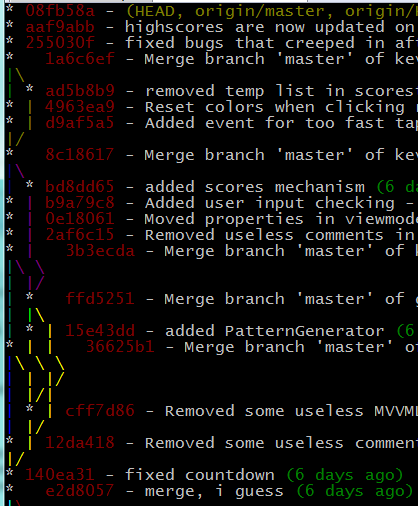 * 08fb58a - (HEAD, origin/master, origin/
* aaf9abb - highscores are now updated on
* 255030f - fixed bugs that creeped in af
*   1a6c6ef - Merge branch 'master' of ke
|\
| * ad5b8b9 - removed temp list in scores
* | 4963ea9 - Reset colors when clicking
* | d9af5a5 - Added event for too fast ta
|/
*   8c18617 - Merge branch 'master' of ke
|\
| * bd8dd65 - added scores mechanism (6 d
* | b9a79c8 - Added user input checking -
* | 0e18061 - Moved properties in viewmod
* | 2af6c15 - Removed useless comments in
* |   3b3ecda - Merge branch 'master' of
|\ \
| |/
| *   ffd5251 - Merge branch 'master' of g
| |\
| * | 15e43dd - added PatternGenerator (6
* | |   36625b1 - Merge branch 'master' of
|\ \ \
| | |/
| |/|
| * | cff7d86 - Removed some useless MVVM
| |/
* | 12da418 - Removed some useless comment
|/
* 140ea31 - fixed countdown (6 days ago)
*   e2d8057 - merge, i guess (6 days ago)
|\